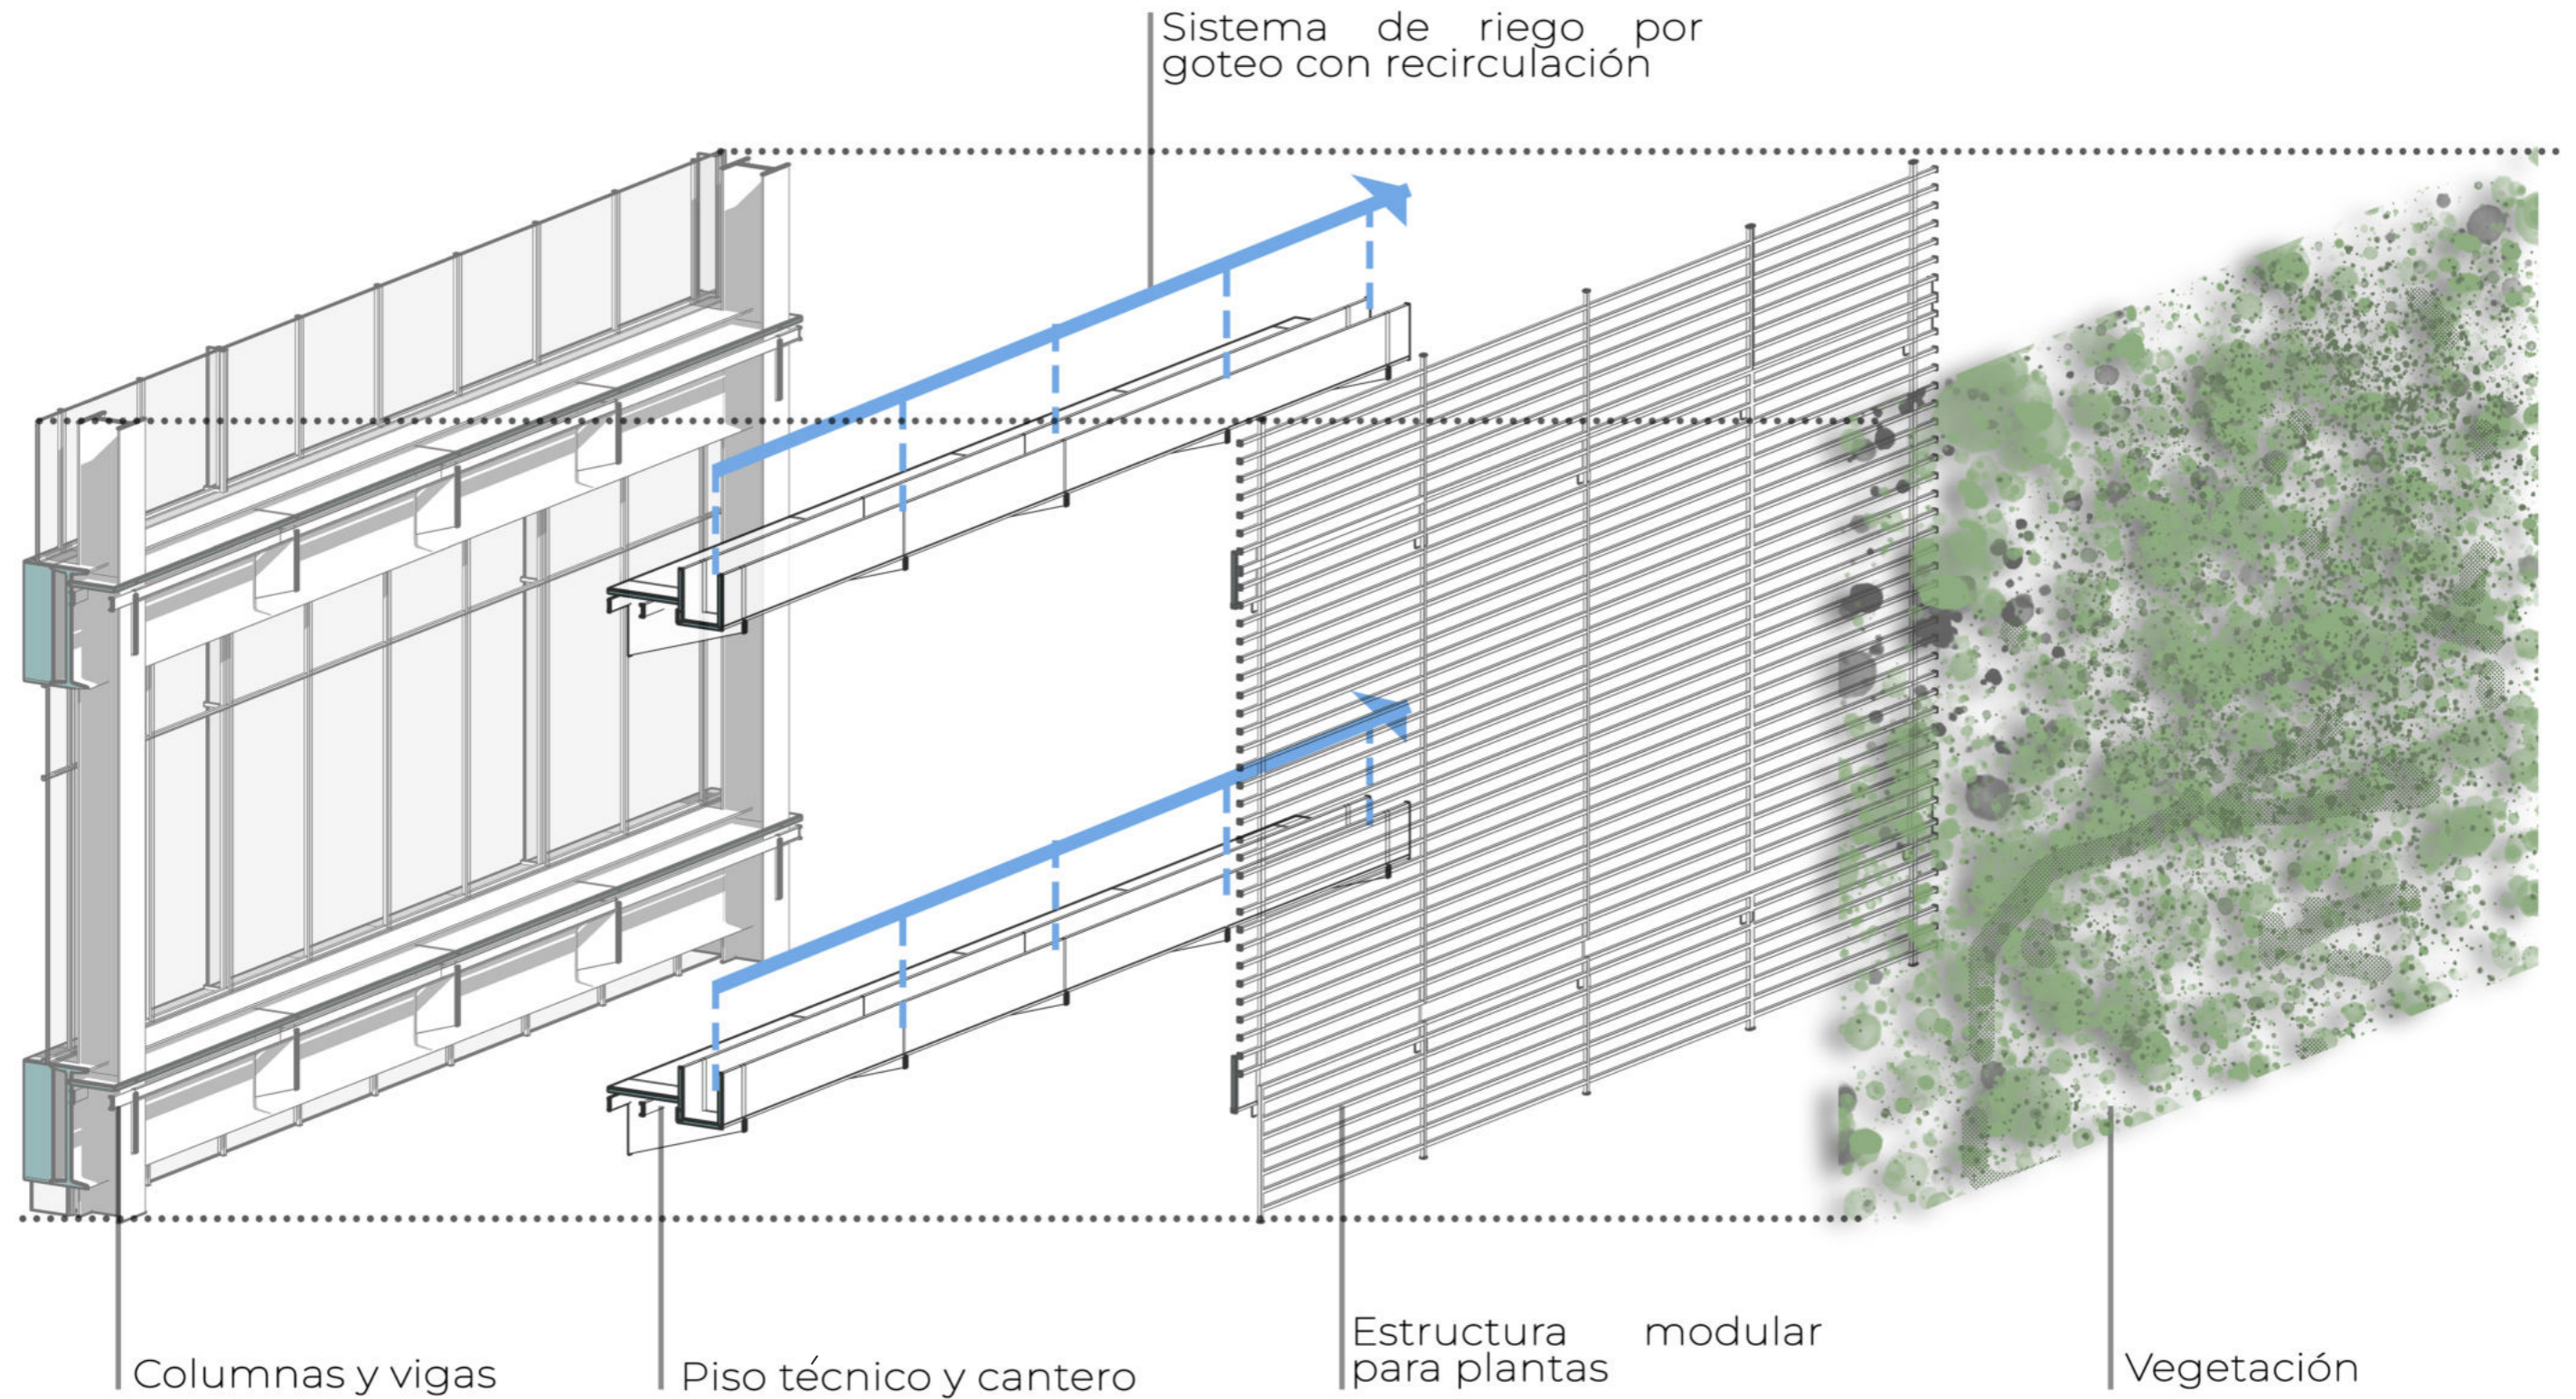 Sistema de riego por
goteo con recirculación
Columnas y vigas
Piso técnico y cantero
Estructura modular
para plantas
Vegetación